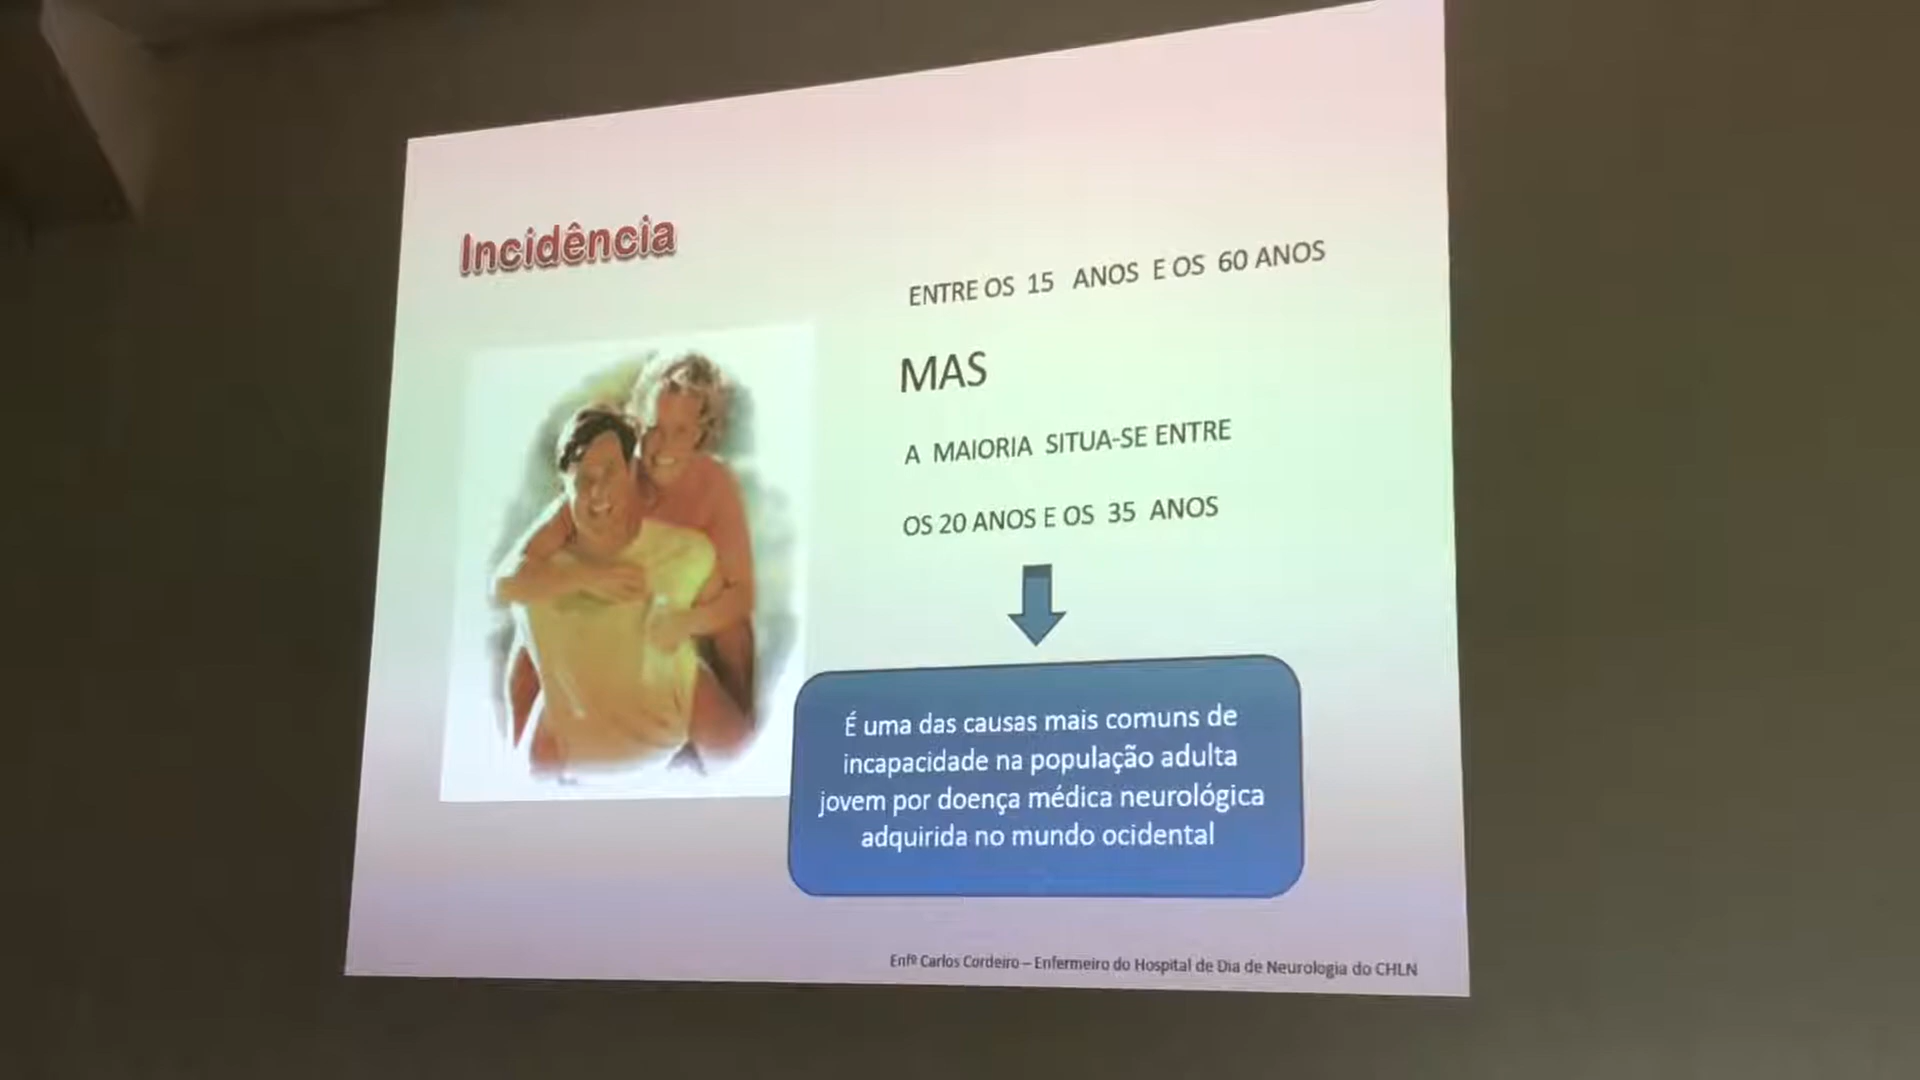 Incidência
ENTRE OS 15 ANOS E OS 60 ANOS
MAS
A MAIORIA SITUA-SE ENTRE
OS 20 ANOS E OS 35 ANOS
É uma das causas mais comuns de
incapacidade na população adulta
jovem por doença médica neurológica
adquirida no mundo ocidental
Enfº Carlos Cordeiro – Enfermeiro do Hospital de Dia de Neurologia do CHLN